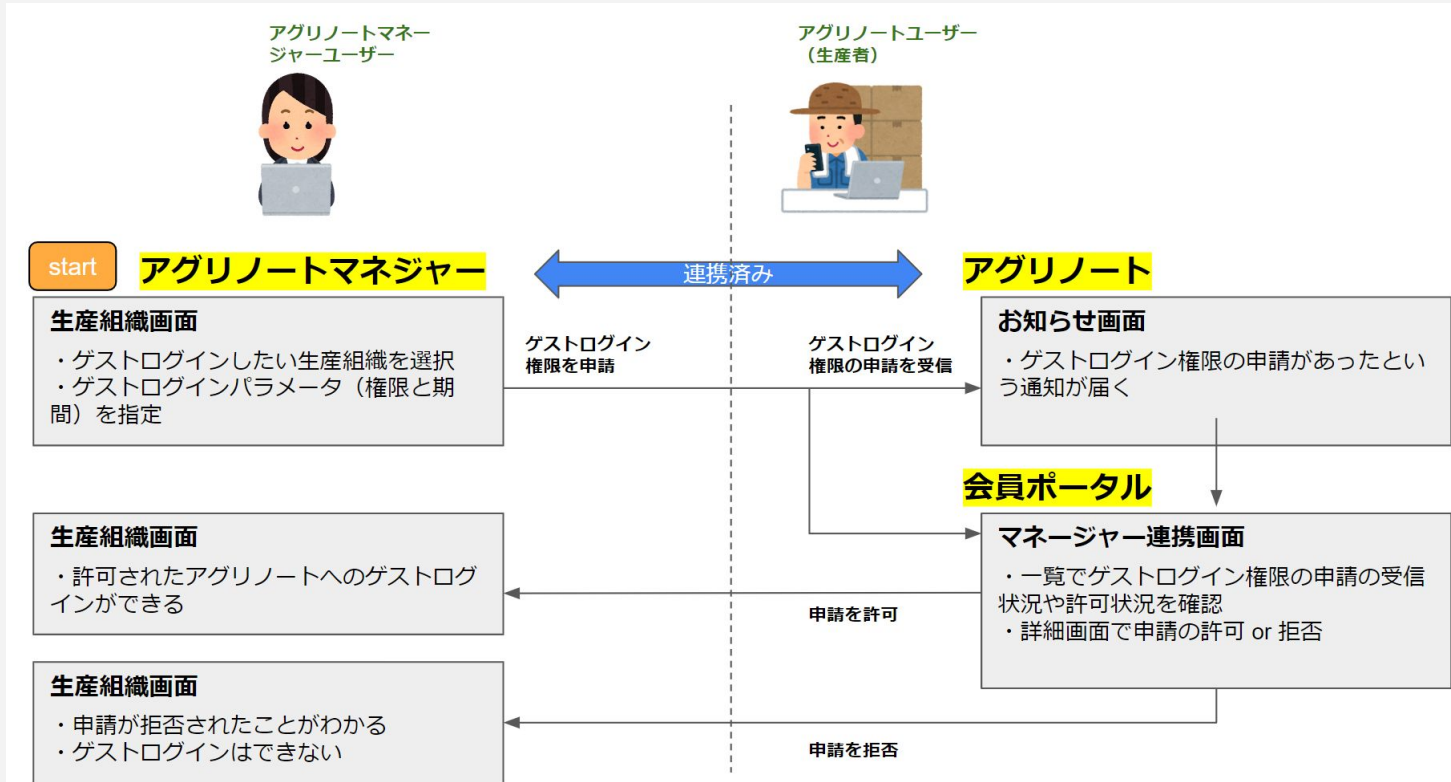 アグリノートマネー
ジャーユーザー
アグリノートユーザー
（生産者）
start
アグリノートマネジャー
連携済み
アグリノート
生産組織画面
・ゲストログインしたい生産組織を選択
・ゲストログインパラメータ（権限と期
間）を指定
ゲストログイン
権限を申請
ゲストログイン
権限の申請を受信
お知らせ画面
・ゲストログイン権限の申請があったとい
う通知が届く
会員ポータル
マネージャー連携画面
・一覧でゲストログイン権限の申請の受信
状況や許可状況を確認
・詳細画面で申請の許可 or 拒否
生産組織画面
・許可されたアグリノートへのゲストログ
インができる
申請を許可
生産組織画面
・申請が拒否されたことがわかる
・ゲストログインはできない
申請を拒否